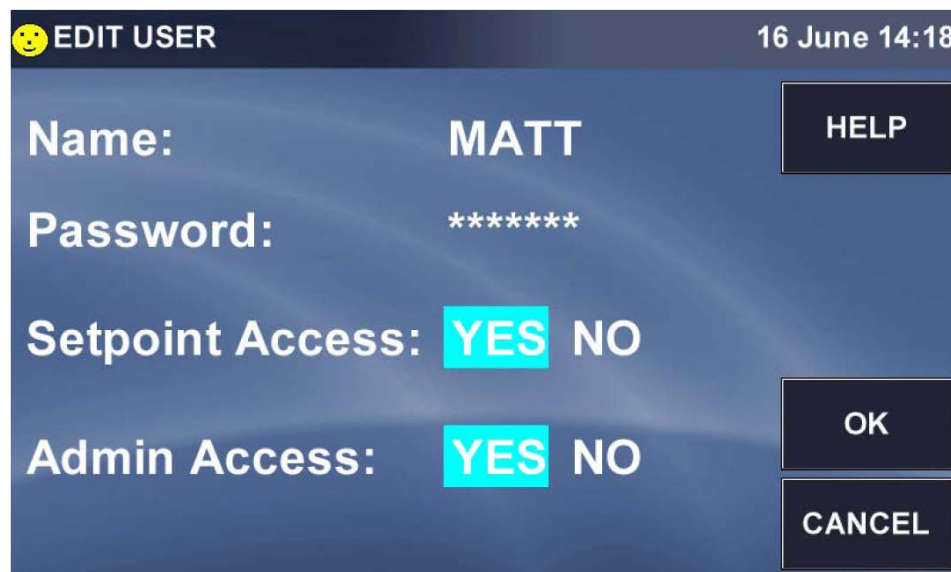 EDIT USER 16 June 14:18
Name: MATT HELP
Password: *******
Setpoint Access: YES NO
OK
Admin Access: YES NO
CANCEL